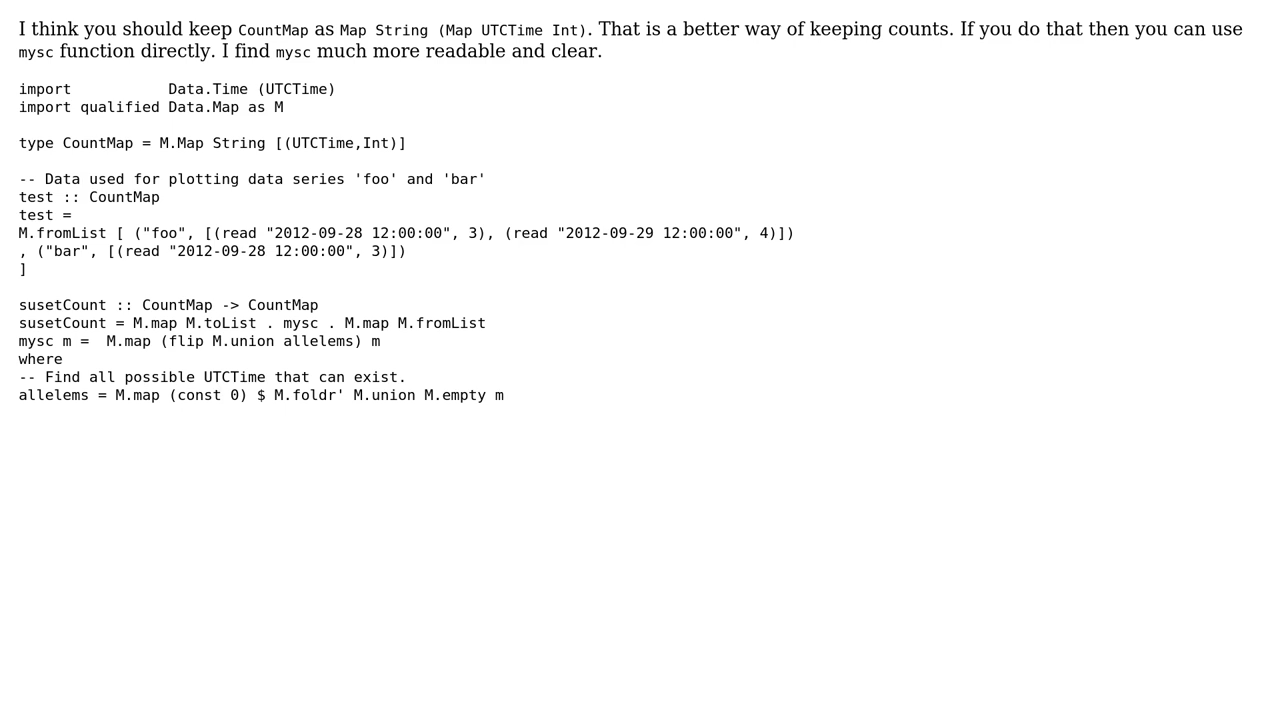 I think you should keep CountMap as Map String (Map UTCTime Int). That is a better way of keeping counts. If you do that then you can use
mysc function directly. I find mysc much more readable and clear.
import           Data.Time (UTCTime)
import qualified Data.Map as M
type CountMap = M.Map String [(UTCTime,Int)]
-- Data used for plotting data series 'foo' and 'bar'
test :: CountMap
test =
M.fromList [ ("foo", [(read "2012-09-28 12:00:00", 3), (read "2012-09-29 12:00:00", 4)])
, ("bar", [(read "2012-09-28 12:00:00", 3)])
]
susetCount :: CountMap -> CountMap
susetCount = M.map M.toList . mysc . M.map M.fromList
mysc m =  M.map (flip M.union allelems) m
where
-- Find all possible UTCTime that can exist.
allelems = M.map (const 0) $ M.foldr' M.union M.empty m